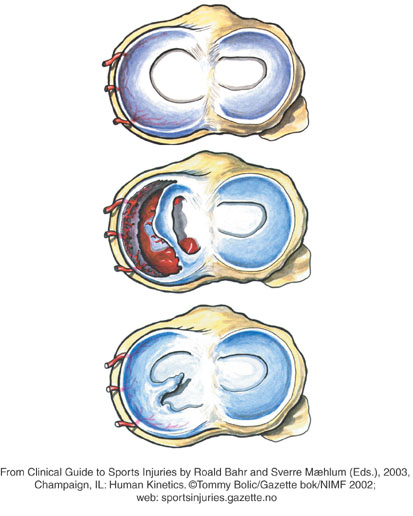 From Clinical Guide to Sports Injuries by Roald Bahr and Sverre Mæhlum (Eds.), 2003,
Champaign, IL: Human Kinetics. ©Tommy Bolic/Gazette bok/NIMF 2002;
web: sportsinjuries.gazette.no